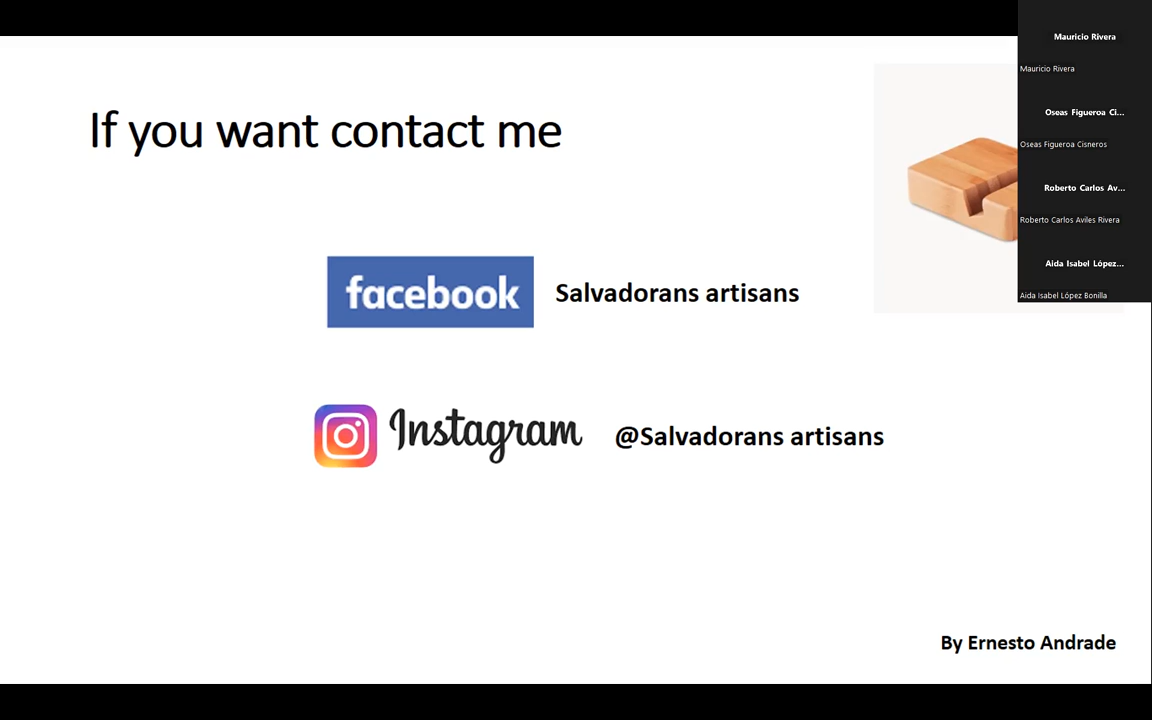 If you want contact me
facebook Salvadorans artisans
Instagram @Salvadorans artisans
By Ernesto Andrade
Mauricio Rivera
Mauricio Rivera
Oseas Figueroa Ci...
Oseas Figueroa Cisneros
Roberto Carlos Av...
Roberto Carlos Aviles Rivera
Aida Isabel López...
Aida Isabel López Bonilla